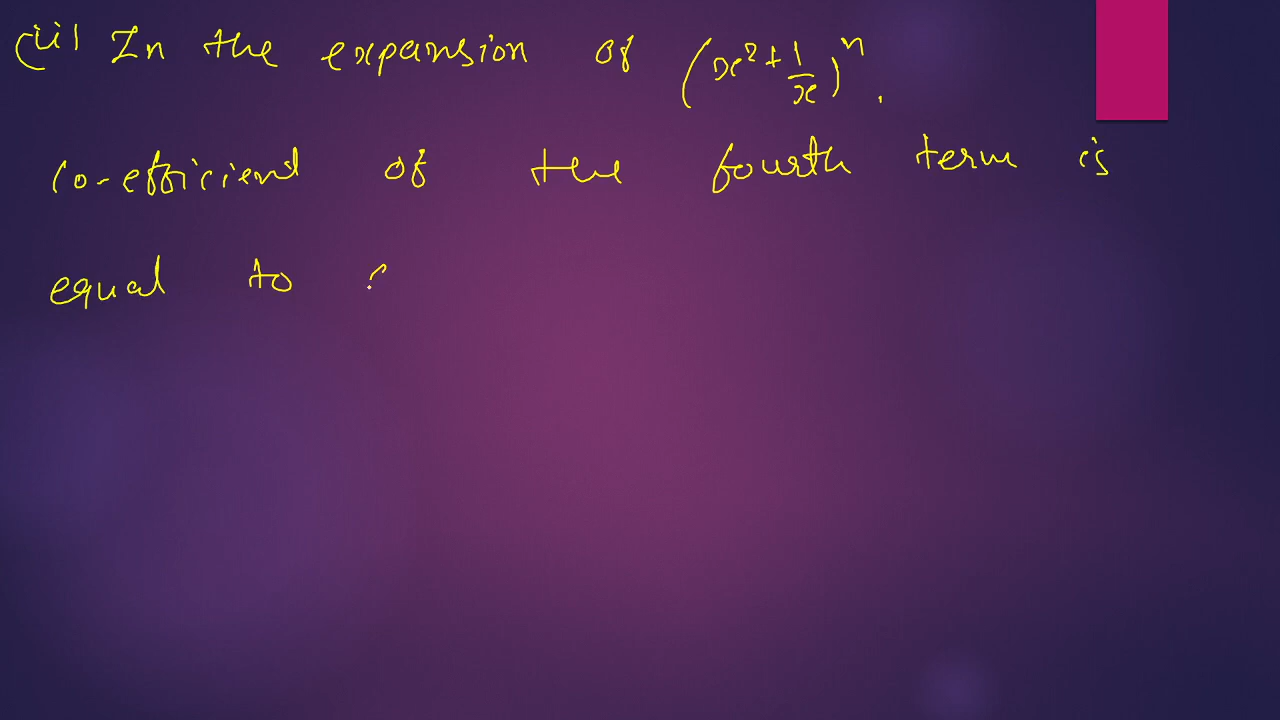 (ii) In the expansion of (x²+1/x)ⁿ.
co-efficient of the fourth term is
equal to